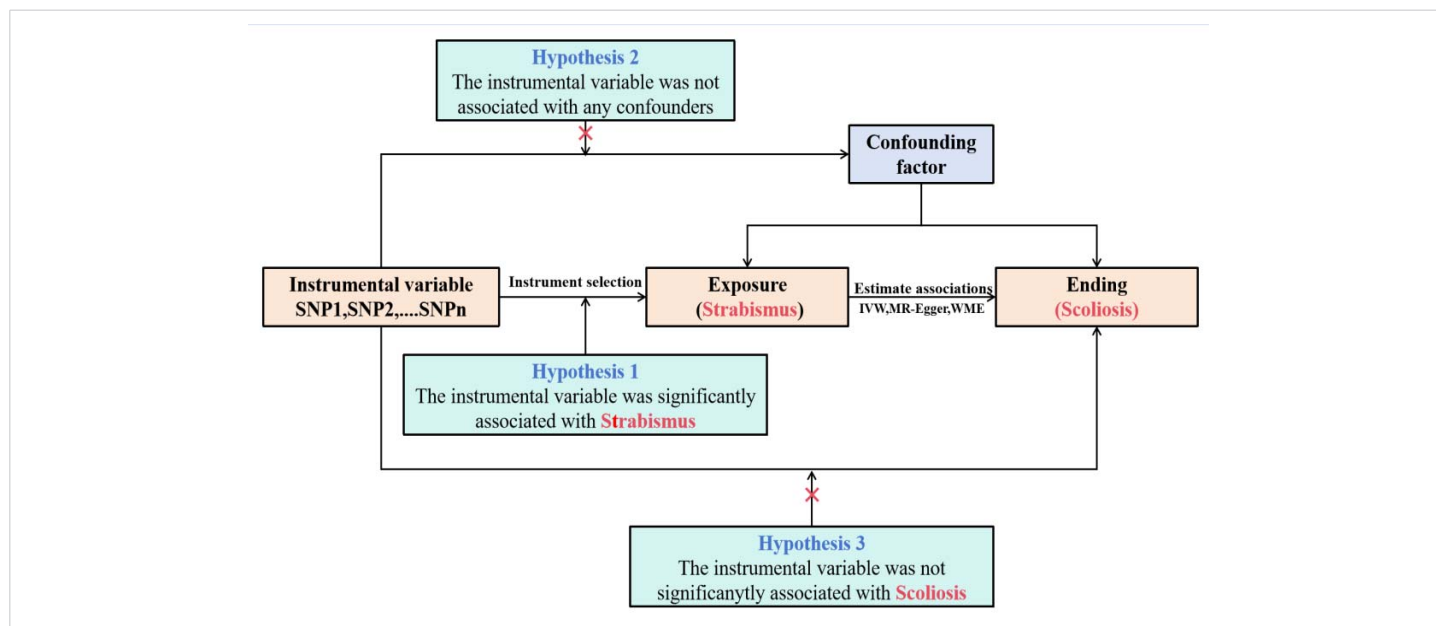 Hypothesis 2
The instrumental variable was not
associated with any confounders
Confounding
factor
Instrumental variable
SNP1,SNP2,....SNPn
Instrument selection
Exposure
(Strabismus)
Estimate associations
IVW,MR-Egger,WME
Ending
(Scoliosis)
Hypothesis 1
The instrumental variable was significantly
associated with Strabismus
Hypothesis 3
The instrumental variable was not
significanytly associated with Scoliosis